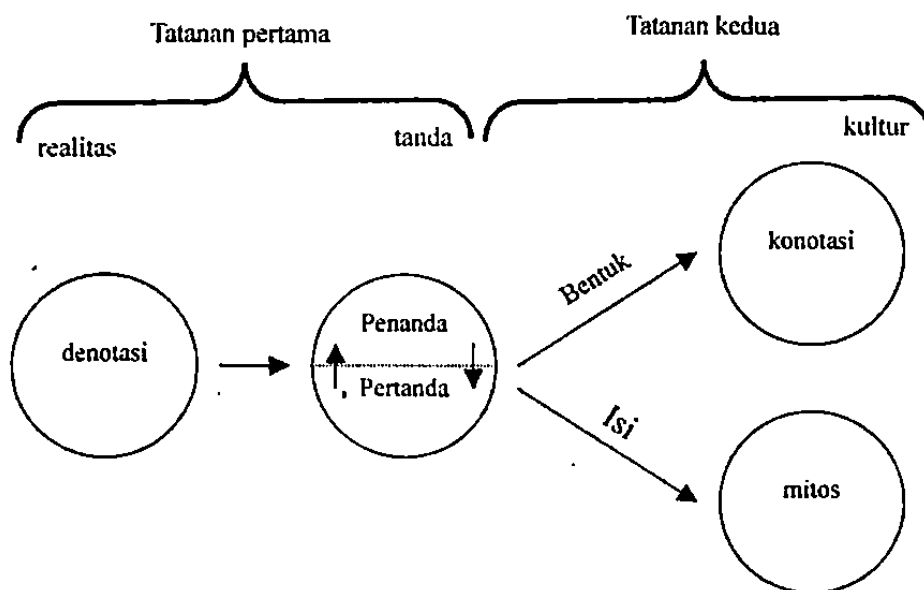 Tatanan pertama
Tatanan kedua
realitas
tanda
kultur
denotasi
Penanda
Pertanda
Bentuk
Isi
konotasi
mitos